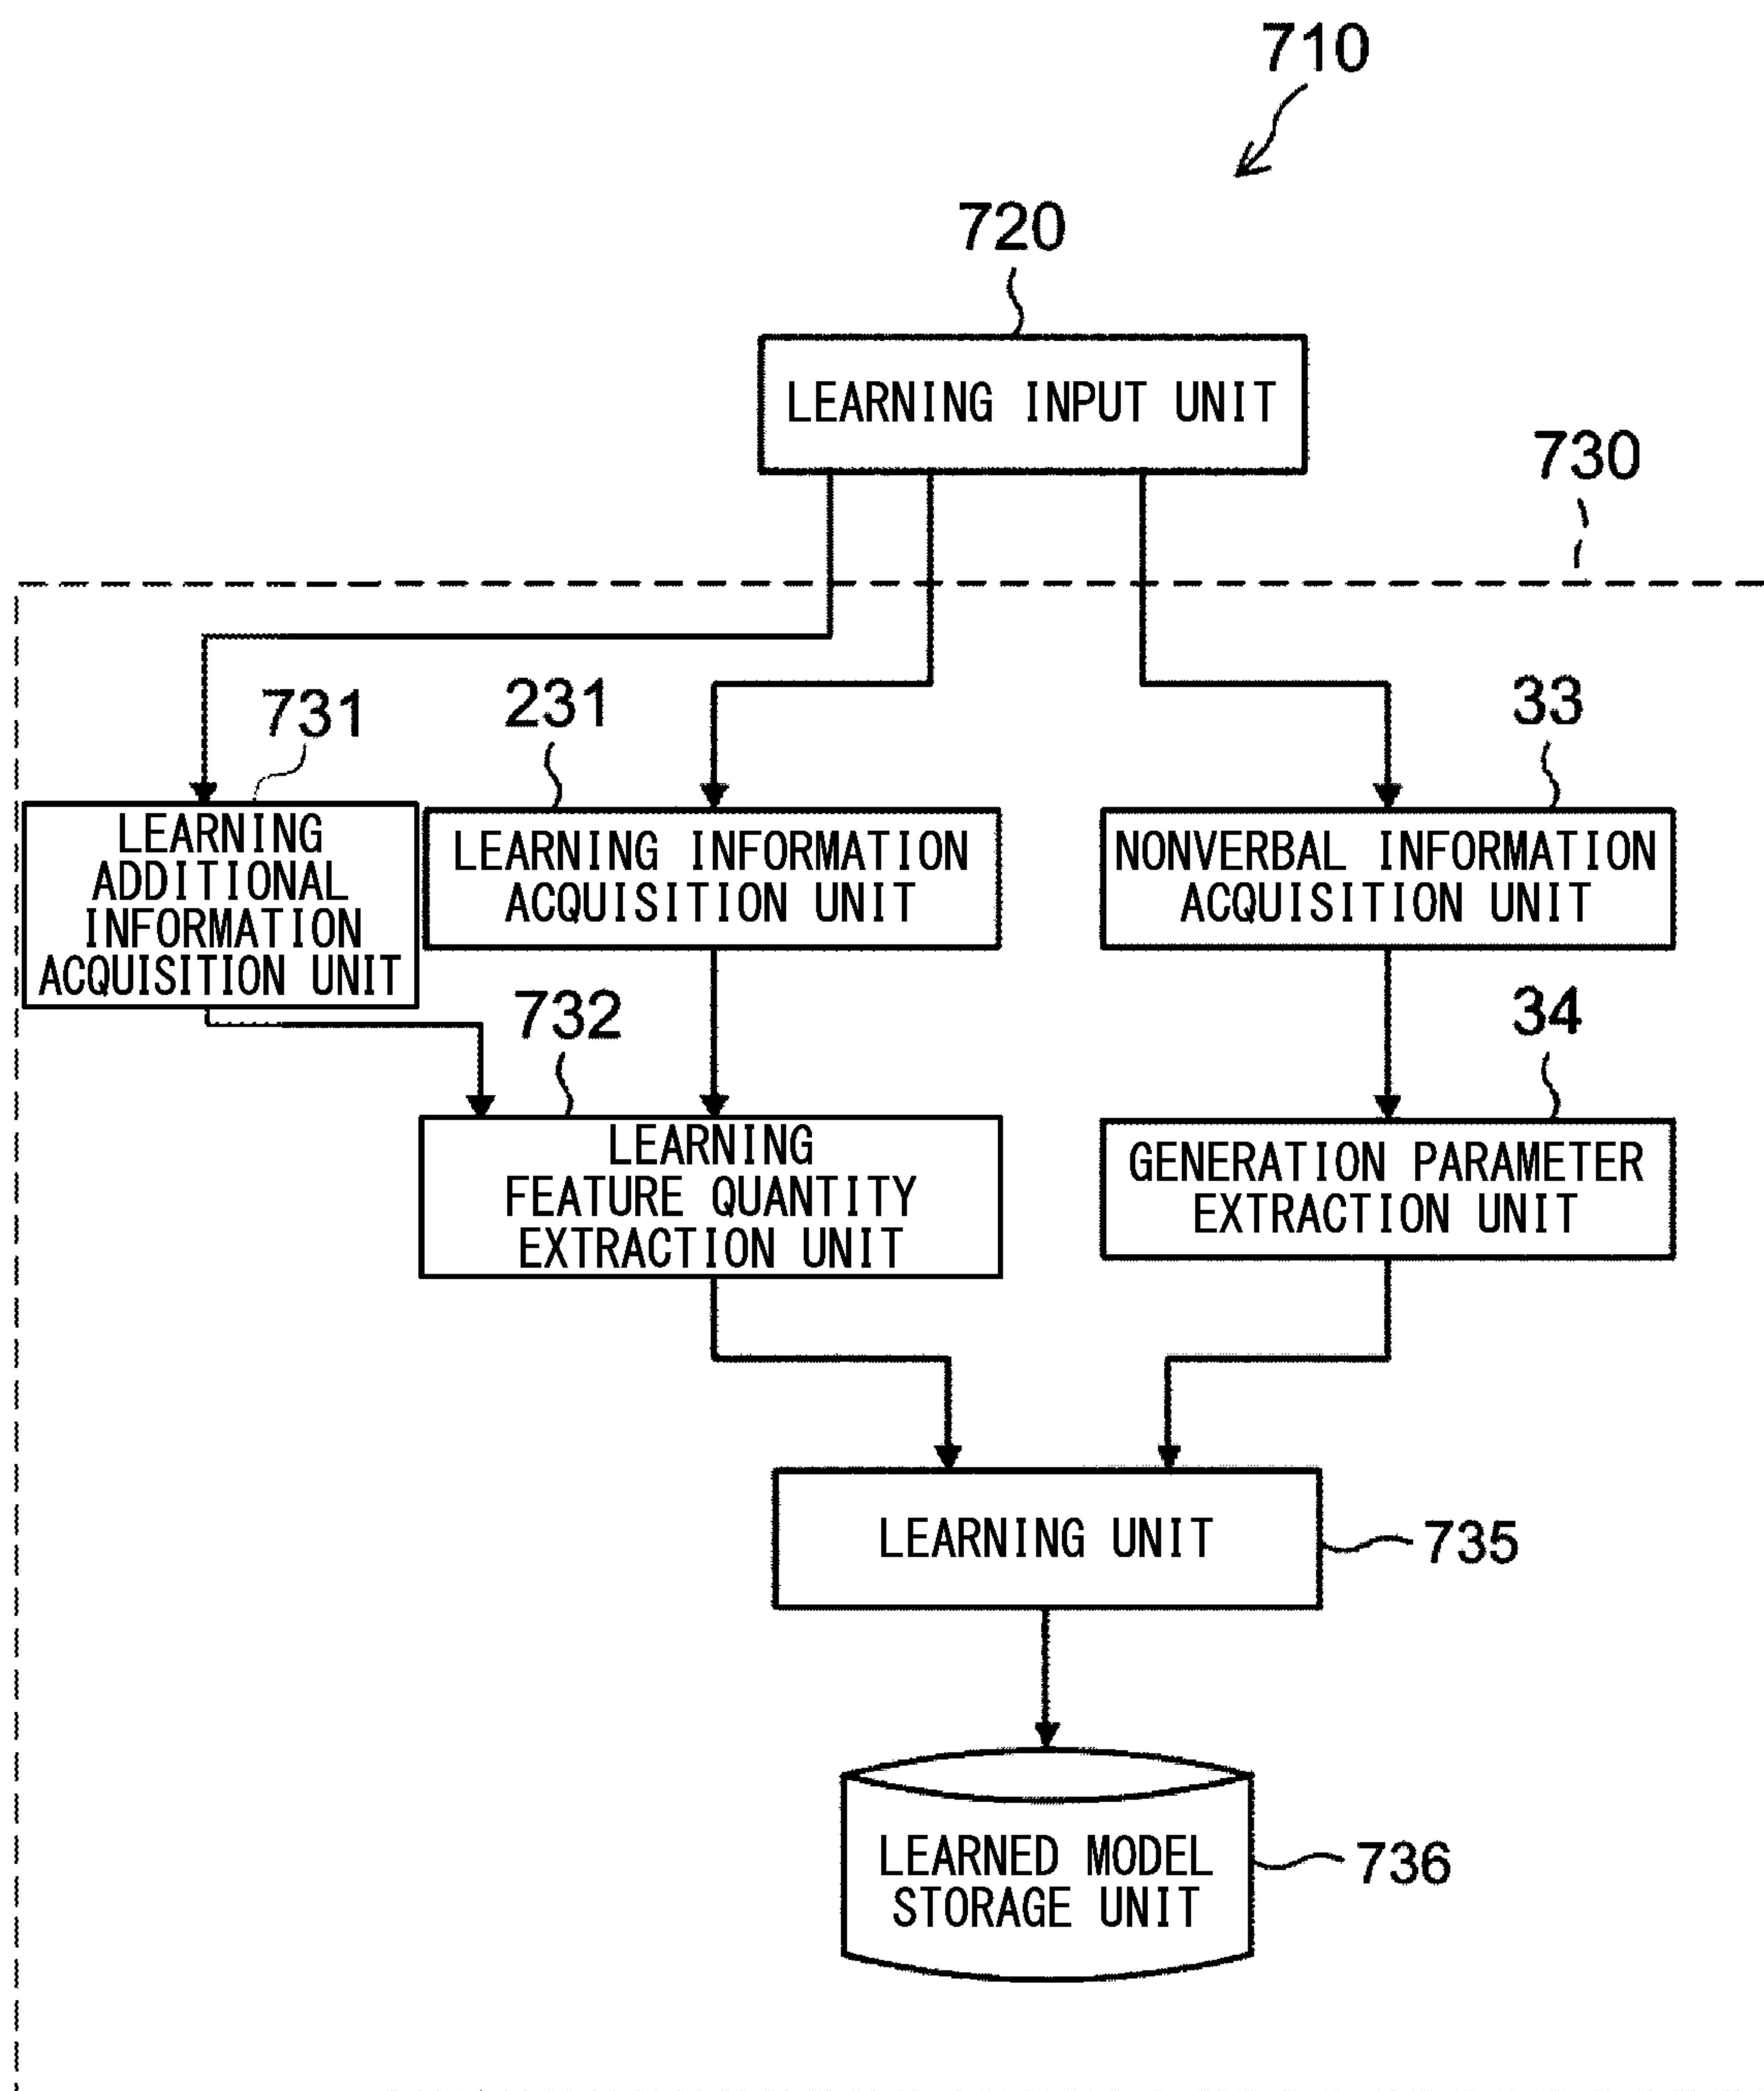 710
720
LEARNING INPUT UNIT
730
731
231
33
LEARNING
ADDITIONAL
INFORMATION
ACQUISITION UNIT
LEARNING INFORMATION
ACQUISITION UNIT
NONVERBAL INFORMATION
ACQUISITION UNIT
732
34
LEARNING
FEATURE QUANTITY
EXTRACTION UNIT
GENERATION PARAMETER
EXTRACTION UNIT
LEARNING UNIT
735
LEARNED MODEL
STORAGE UNIT
736